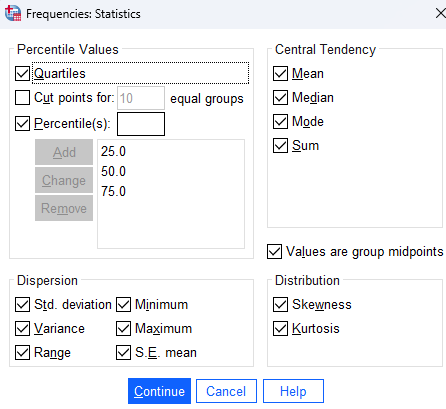 Frequencies: Statistics
Percentile Values
Quartiles
Cut points for: 10 equal groups
Percentile(s):
Add
Change
Remove
25.0
50.0
75.0
Central Tendency
Mean
Median
Mode
Sum
Values are group midpoints
Dispersion
Std. deviation Minimum
Variance Maximum
Range S.E. mean
Distribution
Skewness
Kurtosis
Continue Cancel Help